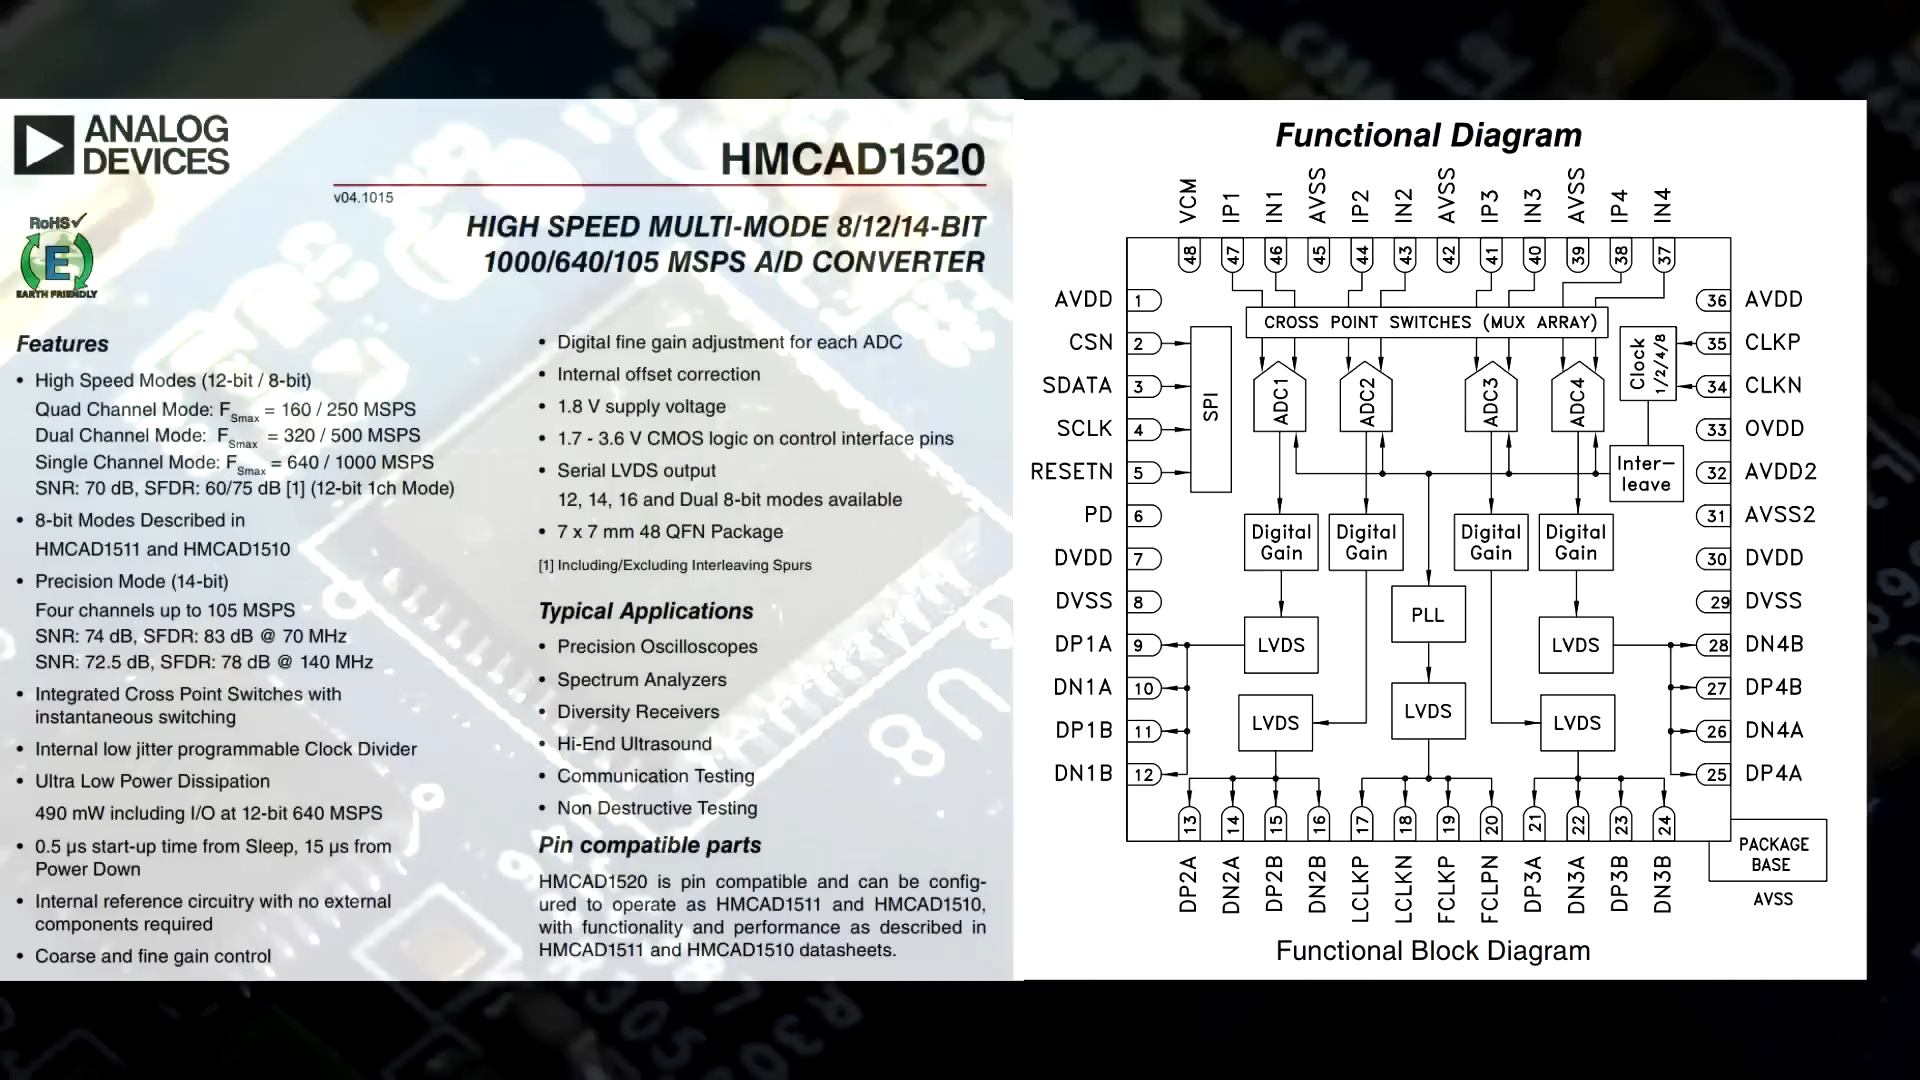 ANALOG
DEVICES
HMCAD1520
v04.1015
RoHS✓
E
EARTH FRIENDLY
HIGH SPEED MULTI-MODE 8/12/14-BIT
1000/640/105 MSPS A/D CONVERTER
Features
• High Speed Modes (12-bit / 8-bit)
Quad Channel Mode: FSmax = 160 / 250 MSPS
Dual Channel Mode: FSmax = 320 / 500 MSPS
Single Channel Mode: FSmax = 640 / 1000 MSPS
SNR: 70 dB, SFDR: 60/75 dB [1] (12-bit 1ch Mode)
• 8-bit Modes Described in
HMCAD1511 and HMCAD1510
• Precision Mode (14-bit)
Four channels up to 105 MSPS
SNR: 74 dB, SFDR: 83 dB @ 70 MHz
SNR: 72.5 dB, SFDR: 78 dB @ 140 MHz
• Integrated Cross Point Switches with
instantaneous switching
• Internal low jitter programmable Clock Divider
• Ultra Low Power Dissipation
490 mW including I/O at 12-bit 640 MSPS
• 0.5 µs start-up time from Sleep, 15 µs from
Power Down
• Internal reference circuitry with no external
components required
• Coarse and fine gain control
• Digital fine gain adjustment for each ADC
• Internal offset correction
• 1.8 V supply voltage
• 1.7 - 3.6 V CMOS logic on control interface pins
• Serial LVDS output
12, 14, 16 and Dual 8-bit modes available
• 7 x 7 mm 48 QFN Package
[1] Including/Excluding Interleaving Spurs
Typical Applications
• Precision Oscilloscopes
• Spectrum Analyzers
• Diversity Receivers
• Hi-End Ultrasound
• Communication Testing
• Non Destructive Testing
Pin compatible parts
HMCAD1520 is pin compatible and can be config-
ured to operate as HMCAD1511 and HMCAD1510,
with functionality and performance as described in
HMCAD1511 and HMCAD1510 datasheets.
U8
Functional Diagram
VCM IP1 IN1 AVSS IP2 IN2 AVSS IP3 IN3 AVSS IP4 IN4
48 47 46 45 44 43 42 41 40 39 38 37
AVDD 1
CSN 2
SDATA 3
SCLK 4
RESETN 5
PD 6
DVDD 7
DVSS 8
DP1A 9
DN1A 10
DP1B 11
DN1B 12
SPI
CROSS POINT SWITCHES (MUX ARRAY)
ADC1 ADC2 ADC3 ADC4
Clock
1/2/4/8
Inter-
leave
Digital Gain
Digital Gain
Digital Gain
Digital Gain
PLL
LVDS
LVDS
LVDS
LVDS
LVDS
36 AVDD
35 CLKP
34 CLKN
33 OVDD
32 AVDD2
31 AVSS2
30 DVDD
29 DVSS
28 DN4B
27 DP4B
26 DN4A
25 DP4A
13 14 15 16 17 18 19 20 21 22 23 24
DP2A DN2A DP2B DN2B LCLKP LCLKN FCLKP FCLPN DP3A DN3A DP3B DN3B
PACKAGE
BASE
AVSS
Functional Block Diagram